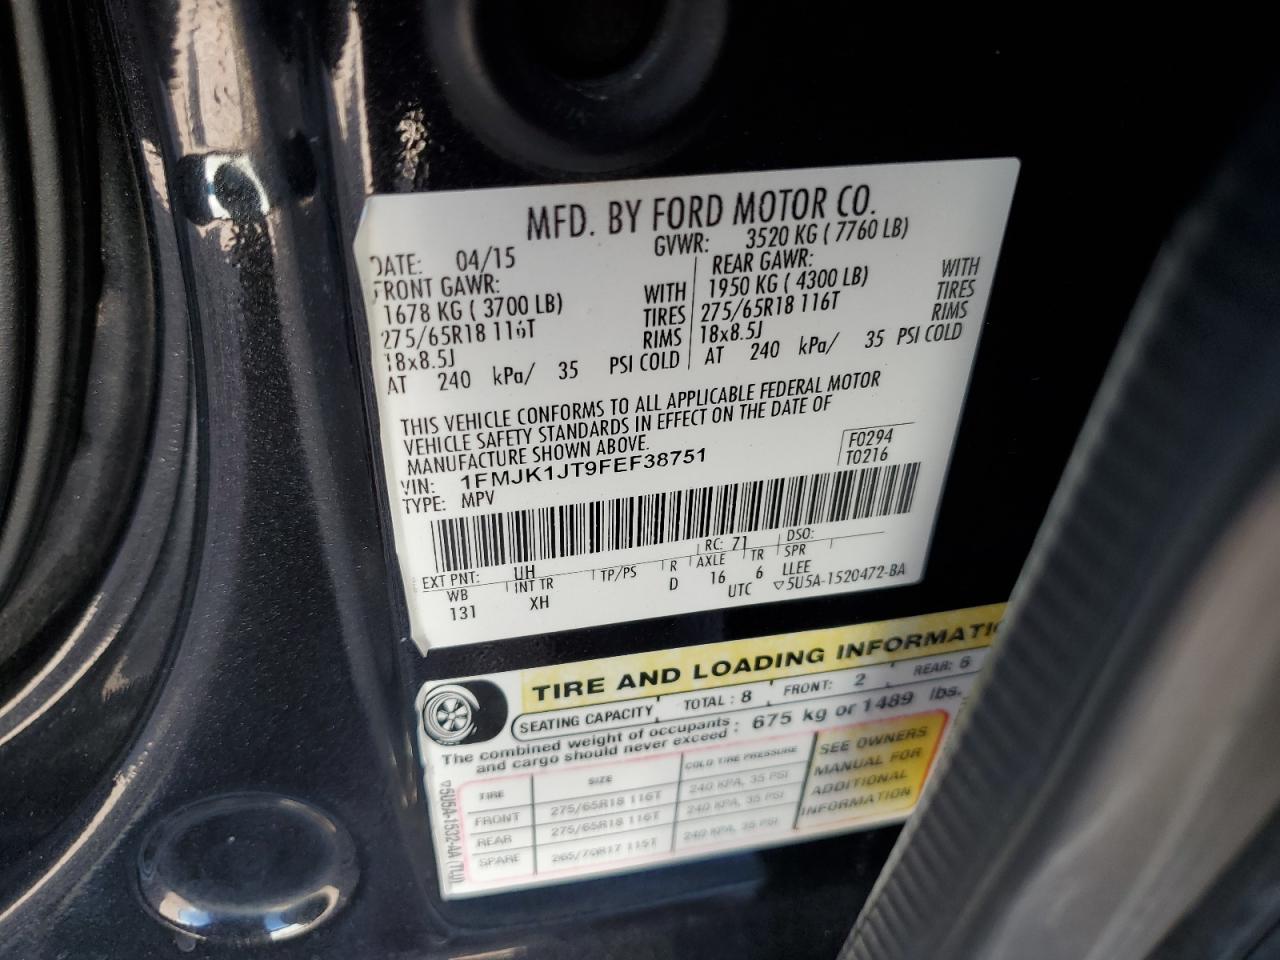 MFD. BY FORD MOTOR CO.
DATE: 04/15 GVWR: 3520 KG ( 7760 LB)
FRONT GAWR: REAR GAWR:
1678 KG ( 3700 LB) WITH 1950 KG ( 4300 LB) WITH
275/65R18 116T TIRES 275/65R18 116T TIRES
18x8.5J RIMS 18x8.5J RIMS
AT 240 kPa/ 35 PSI COLD AT 240 kPa/ 35 PSI COLD
THIS VEHICLE CONFORMS TO ALL APPLICABLE FEDERAL MOTOR
VEHICLE SAFETY STANDARDS IN EFFECT ON THE DATE OF
MANUFACTURE SHOWN ABOVE.
VIN: 1FMJK1JT9FEF38751
TYPE: MPV
F0294
T0216
EXT PNT: UH RC: 71 DSO:
WB INT TR TP/PS R AXLE TR SPR
131 XH D 16 6 LLEE
UTC ▽5U5A-1520472-BA
TIRE AND LOADING INFORMATIO
SEATING CAPACITY TOTAL : 8 FRONT: 2 REAR: 6
The combined weight of occupants and cargo should never exceed : 675 kg or 1489 lbs.
TIRE SIZE COLD TIRE PRESSURE
FRONT 275/65R18 116T 240 KPA, 35 PSI
REAR 275/65R18 116T 240 KPA, 35 PSI
SPARE 265/70R17 115T 240 KPA, 35 PSI
SEE OWNERS
MANUAL FOR
ADDITIONAL
INFORMATION
▽5U5A-1532-AA